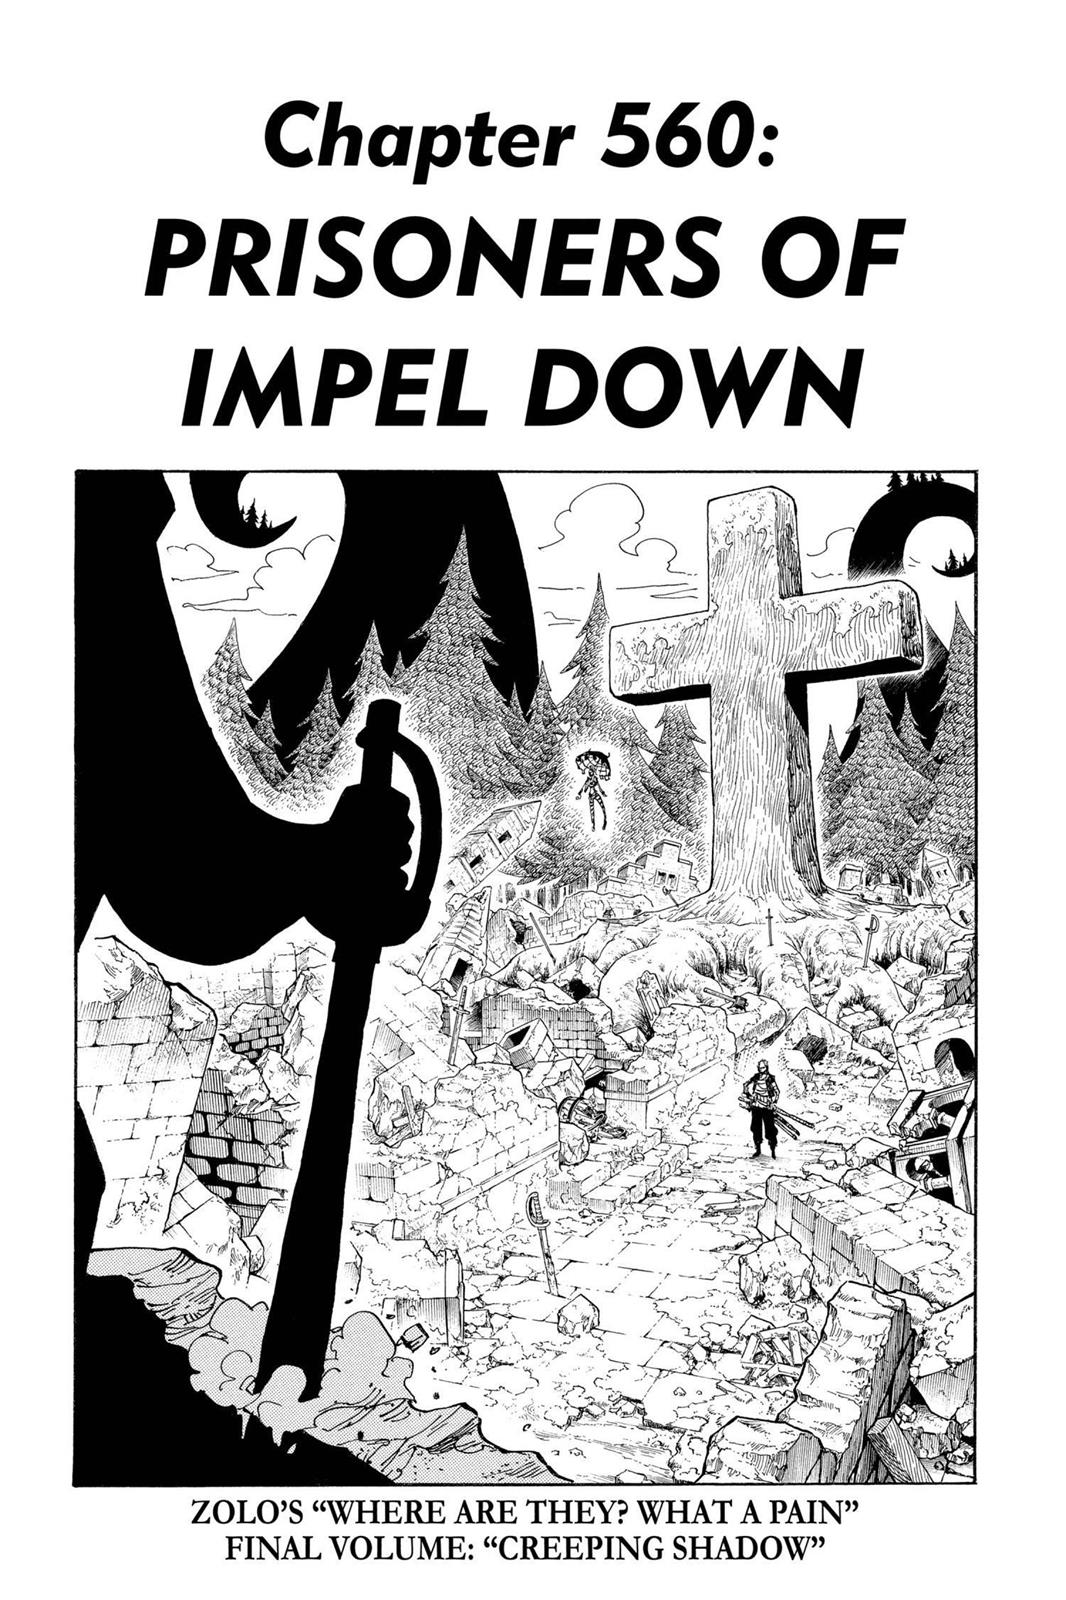 Chapter 560:
PRISONERS OF
IMPEL DOWN
ZOLO'S “WHERE ARE THEY? WHAT A PAIN”
FINAL VOLUME: “CREEPING SHADOW”